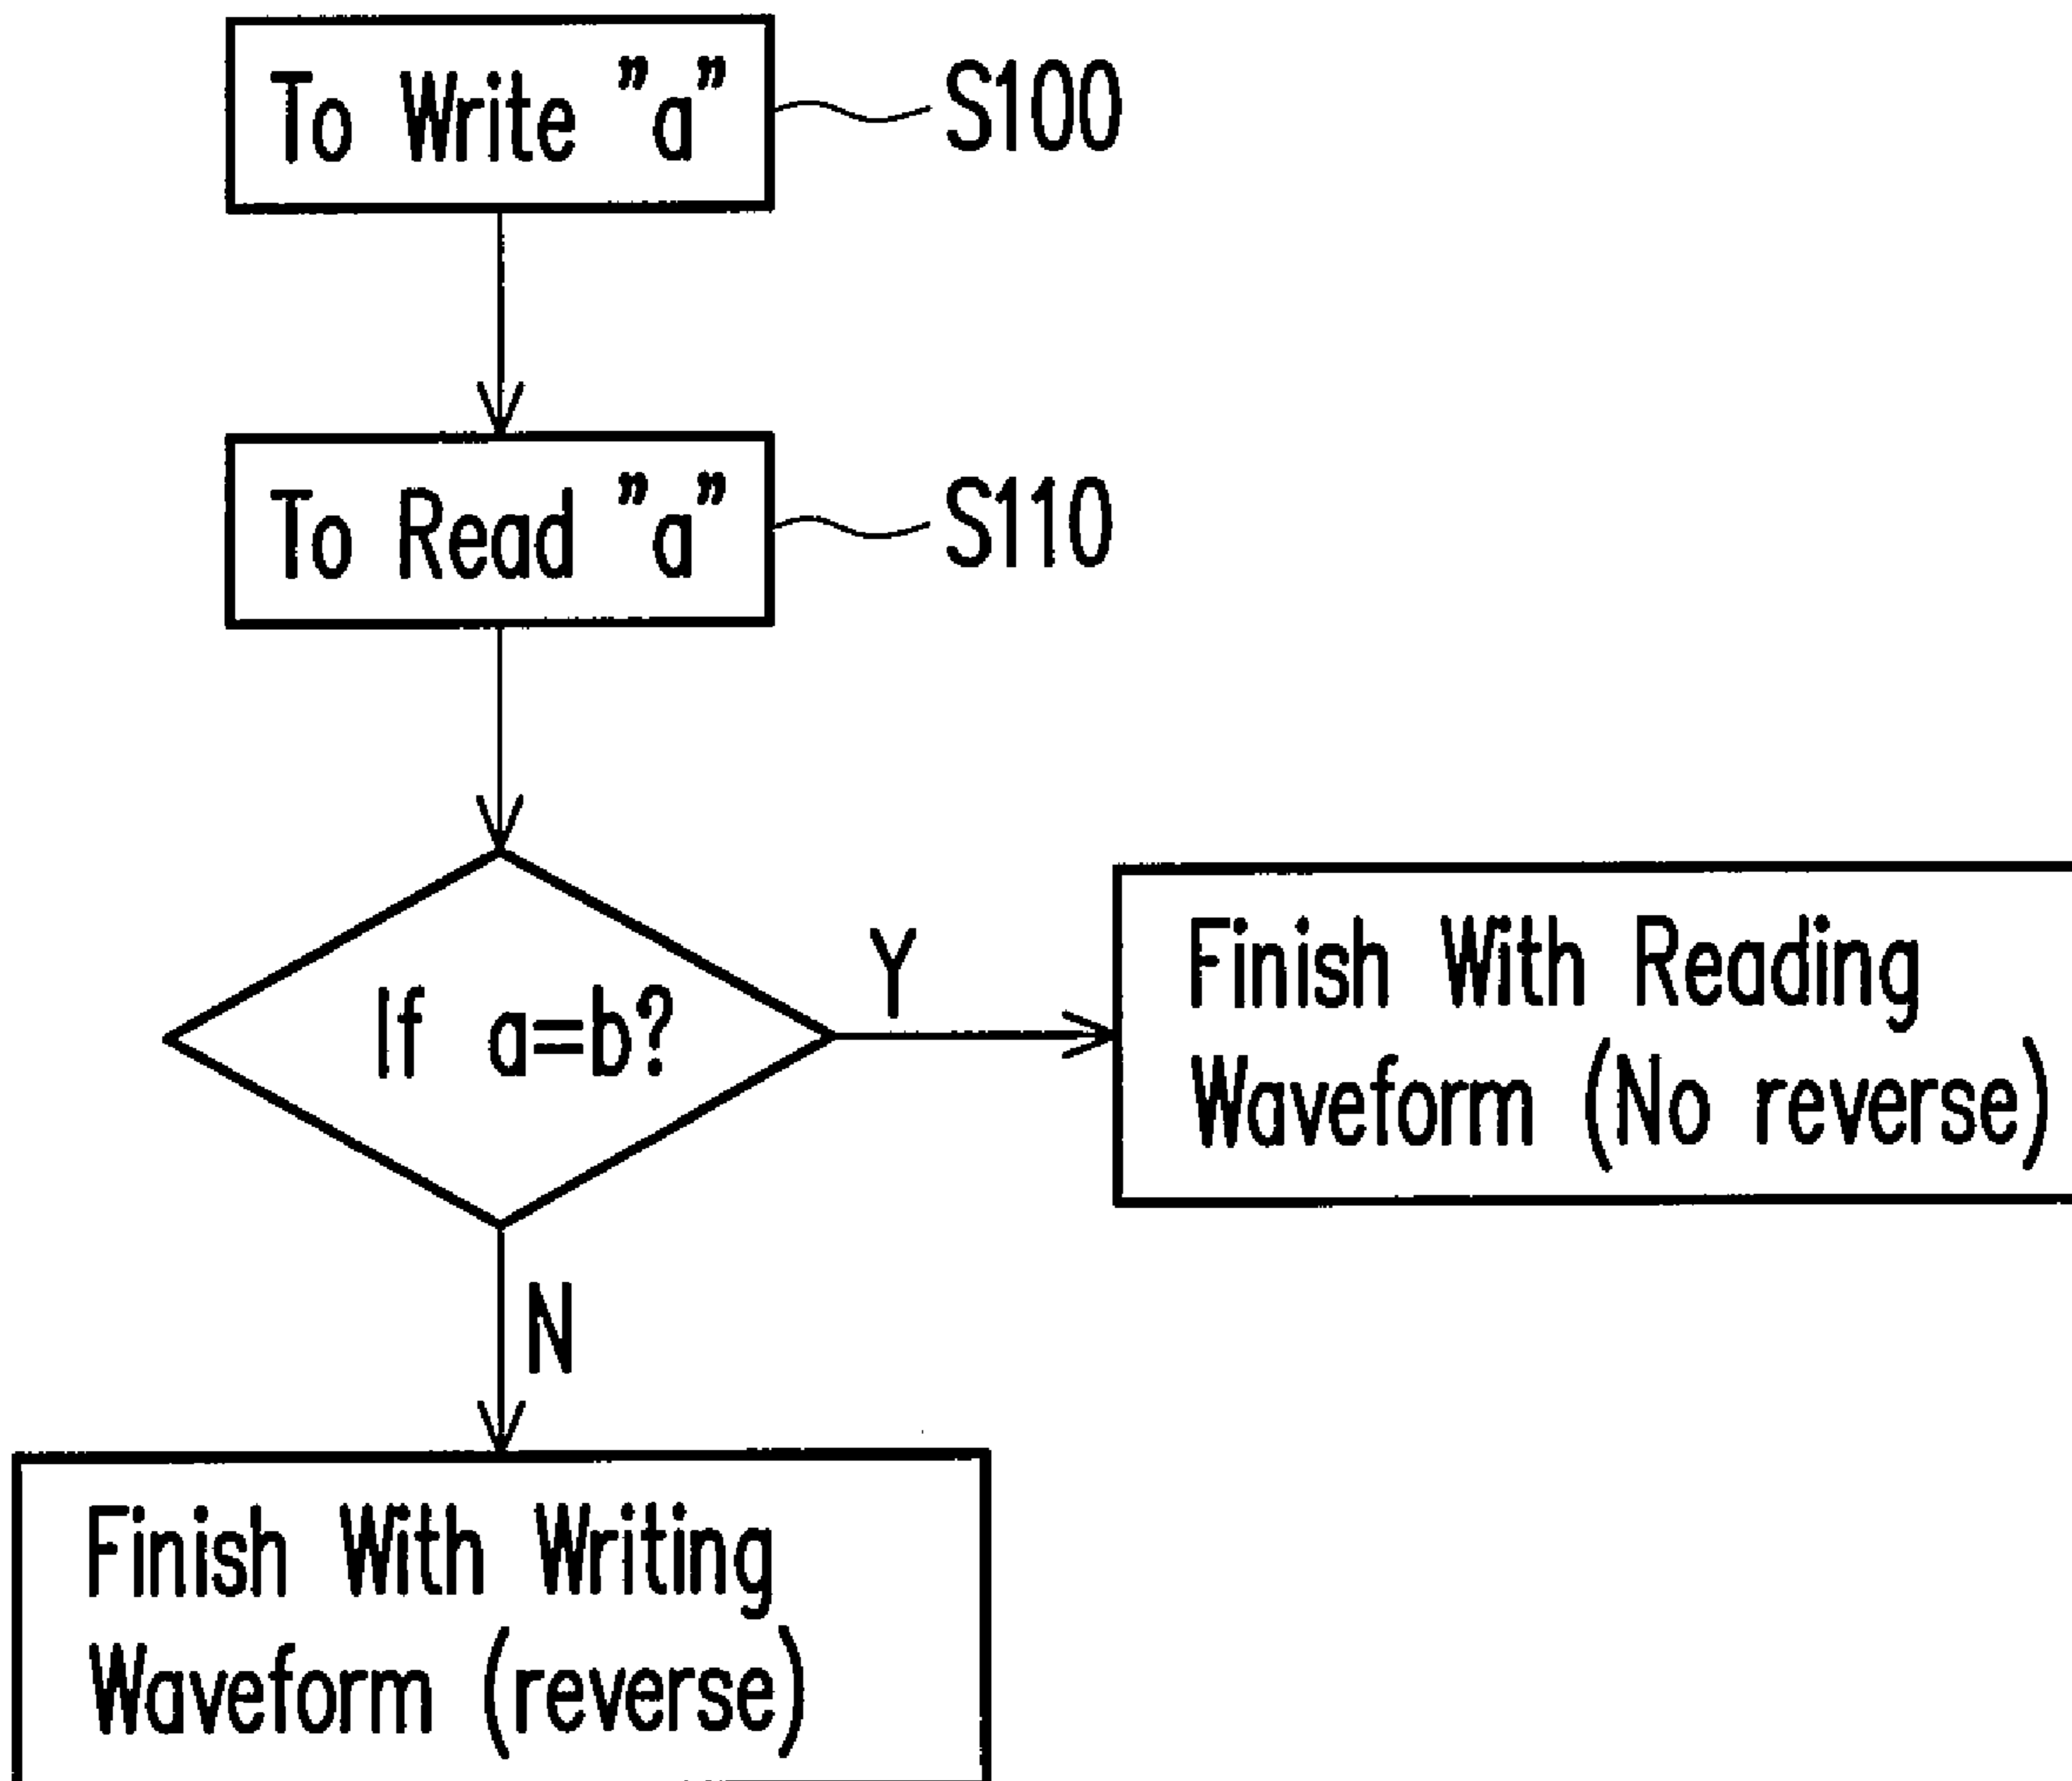 To Write "a"
S100
To Read "a"
S110
If a=b?
Y
Finish With Reading
Waveform (No reverse)
N
Finish With Writing
Waveform (reverse)